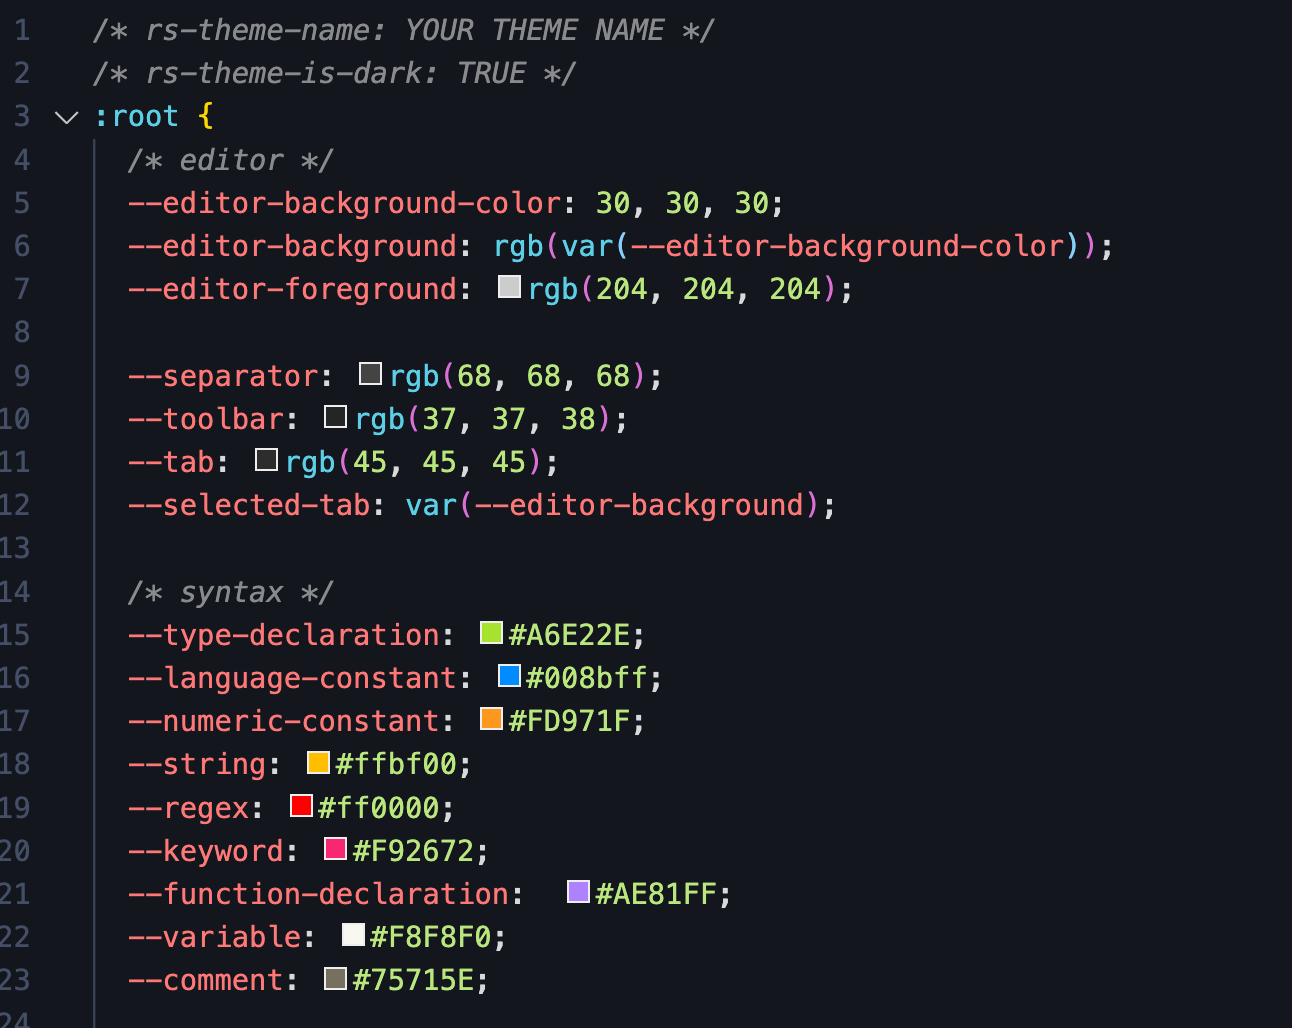 1 /* rs-theme-name: YOUR THEME NAME */
2 /* rs-theme-is-dark: TRUE */
3 :root {
4 /* editor */
5 --editor-background-color: 30, 30, 30;
6 --editor-background: rgb(var(--editor-background-color));
7 --editor-foreground: rgb(204, 204, 204);
8
9 --separator: rgb(68, 68, 68);
10 --toolbar: rgb(37, 37, 38);
11 --tab: rgb(45, 45, 45);
12 --selected-tab: var(--editor-background);
13
14 /* syntax */
15 --type-declaration: #A6E22E;
16 --language-constant: #008bff;
17 --numeric-constant: #FD971F;
18 --string: #ffbf00;
19 --regex: #ff0000;
20 --keyword: #F92672;
21 --function-declaration: #AE81FF;
22 --variable: #F8F8F0;
23 --comment: #75715E;
24